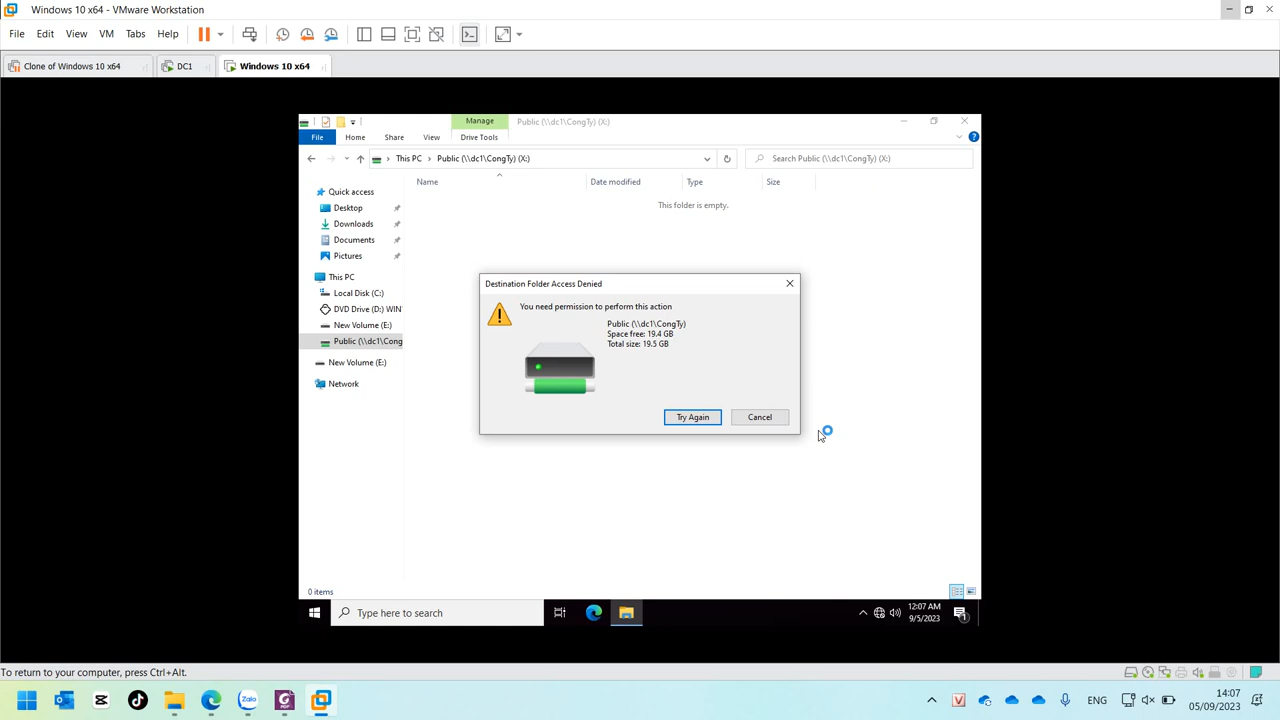 Windows 10 x64 - VMware Workstation
File Edit View VM Tabs Help
Clone of Windows 10 x64 DC1 Windows 10 x64
Manage Public (\\dc1\CongTy) (X:)
File Home Share View Drive Tools
This PC Public (\\dc1\CongTy) (X:) Search Public (\\dc1\CongTy) (X:)
Name Date modified Type Size
Quick access
This folder is empty.
Desktop
Downloads
Documents
Pictures
This PC
Local Disk (C:)
DVD Drive (D:) WIN
New Volume (E:)
Public (\\dc1\Cong
New Volume (E:)
Network
Destination Folder Access Denied
You need permission to perform this action
Public (\\dc1\CongTy)
Space free: 19.4 GB
Total size: 19.5 GB
Try Again Cancel
0 items
Type here to search
12:07 AM
9/5/2023
1
To return to your computer, press Ctrl+Alt.
Zalo
PDF
V
ENG
14:07
05/09/2023